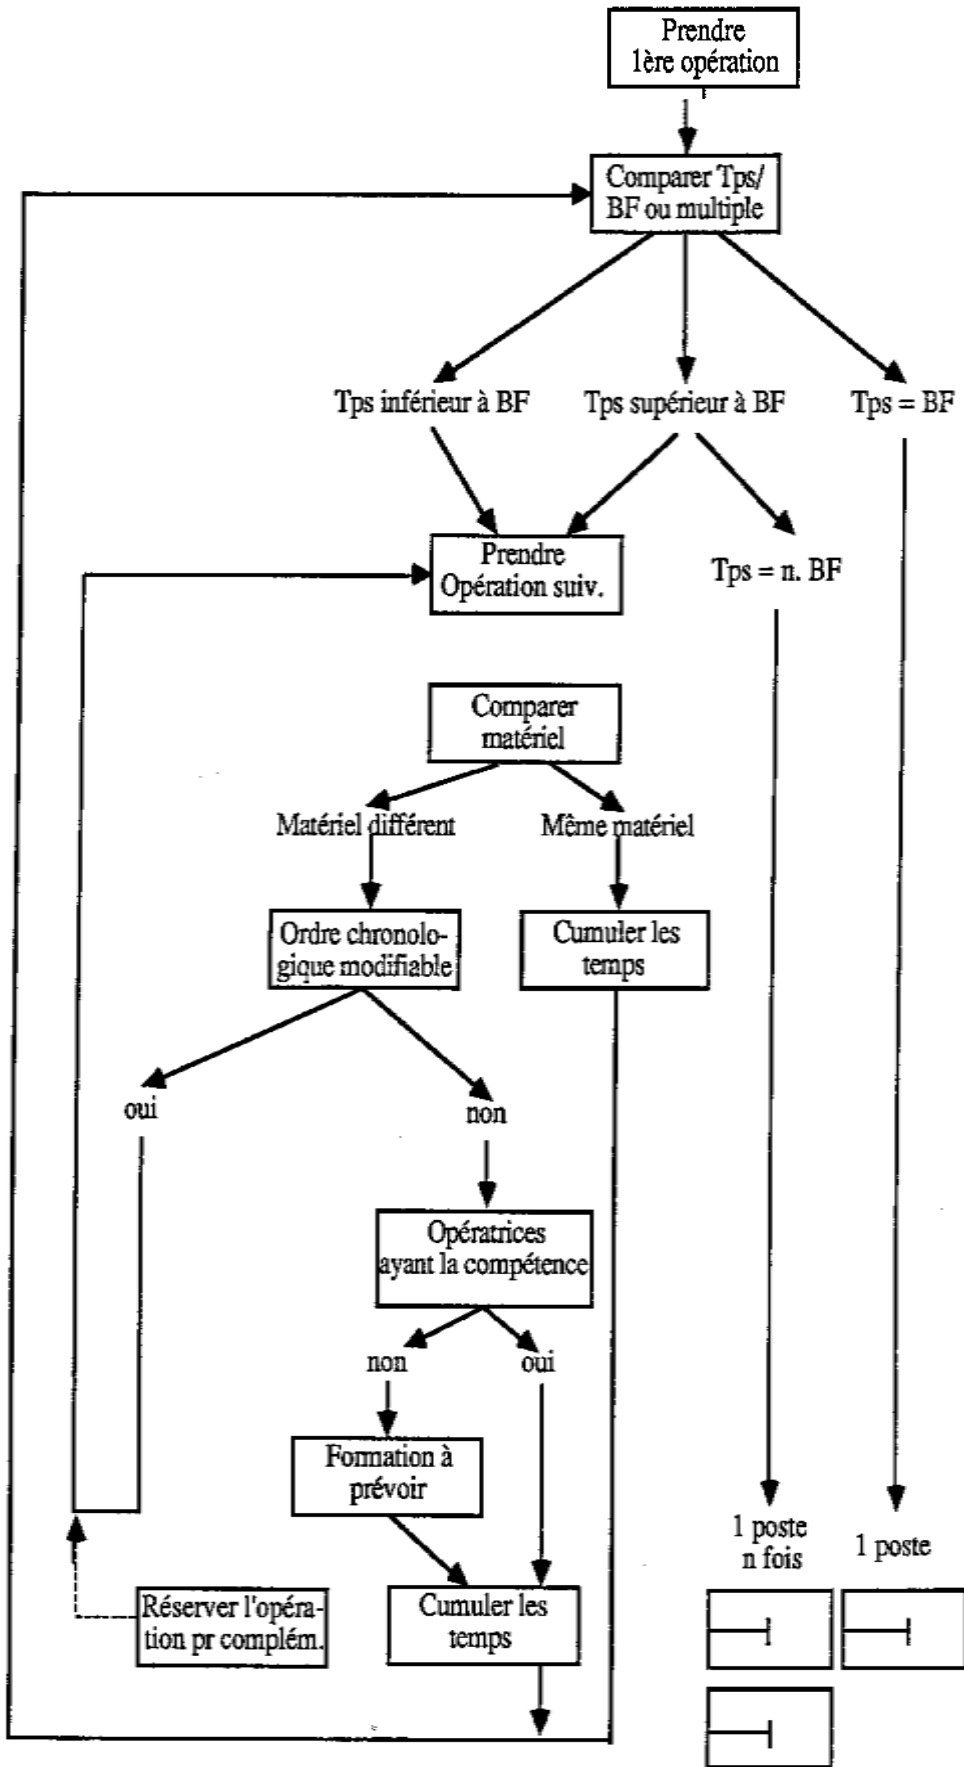 Prendre
1ère opération
Comparer Tps/
BF ou multiple
Tps inférieur à BF
Tps supérieur à BF
Tps = BF
Prendre
Opération suiv.
Tps = n. BF
Comparer
matériel
Matériel différent
Même matériel
Ordre chronolo-
gique modifiable
Cumuler les
temps
oui
non
Opératrices
ayant la compétence
non
oui
Formation à
prévoir
1 poste
n fois
1 poste
Réserver l'opéra-
tion pr complém.
Cumuler les
temps